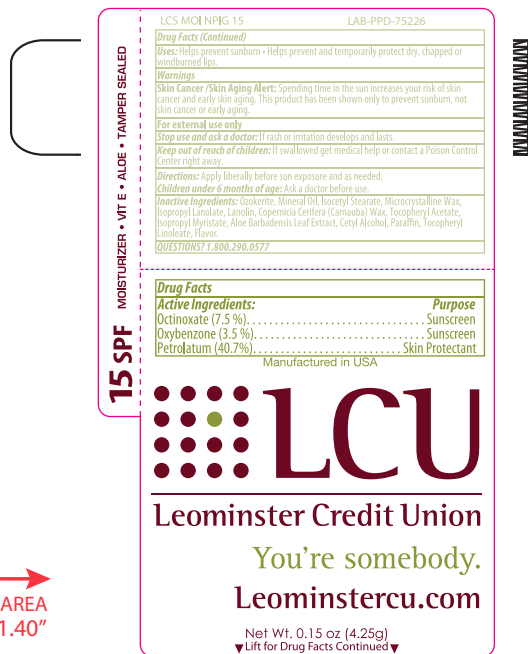 LCS MOI NPIG 15 LAB-PPD-75226
Drug Facts (Continued)
Uses: Helps prevent sunburn • Helps prevent and temporarily protect dry, chapped or
windburned lips.
Warnings
Skin Cancer /Skin Aging Alert: Spending time in the sun increases your risk of skin
cancer and early skin aging. This product has been shown only to prevent sunburn, not
skin cancer or early aging.
For external use only
Stop use and ask a doctor: If rash or irritation develops and lasts.
Keep out of reach of children: If swallowed get medical help or contact a Poison Control
Center right away.
Directions: Apply liberally before sun exposure and as needed.
Children under 6 months of age: Ask a doctor before use.
Inactive Ingredients: Ozokerite, Mineral Oil, Isocetyl Stearate, Microcrystalline Wax,
Isopropyl Lanolate, Lanolin, Copernicia Cerifera (Carnauba) Wax, Tocopheryl Acetate,
Isopropyl Myristate, Aloe Barbadensis Leaf Extract, Cetyl Alcohol, Paraffin, Tocopheryl
Linoleate, Flavor.
QUESTIONS? 1.800.290.0577
15 SPF MOISTURIZER • VIT E • ALOE • TAMPER SEALED
Drug Facts
Active Ingredients: Purpose
Octinoxate (7.5 %)................................Sunscreen
Oxybenzone (3.5 %)...............................Sunscreen
Petrolatum (40.7%)...........................Skin Protectant
Manufactured in USA
LCU
Leominster Credit Union
You're somebody.
Leominstercu.com
Net Wt. 0.15 oz (4.25g)
▼Lift for Drug Facts Continued▼
AREA
1.40"